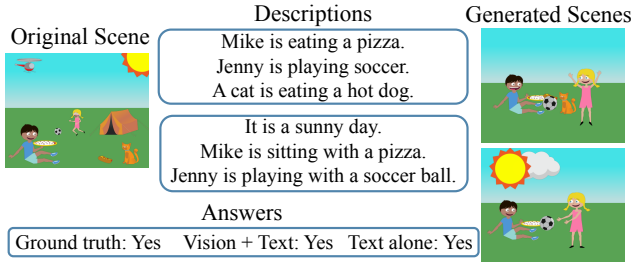 Original Scene
Descriptions
Generated Scenes
Mike is eating a pizza.
Jenny is playing soccer.
A cat is eating a hot dog.
It is a sunny day.
Mike is sitting with a pizza.
Jenny is playing with a soccer ball.
Answers
Ground truth: Yes Vision + Text: Yes Text alone: Yes